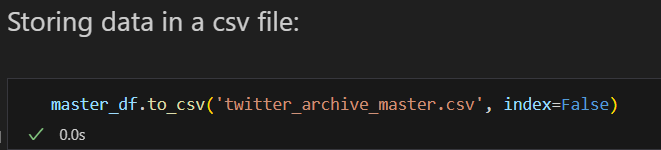 Storing data in a csv file:
master_df.to_csv('twitter_archive_master.csv', index=False)
0.0s